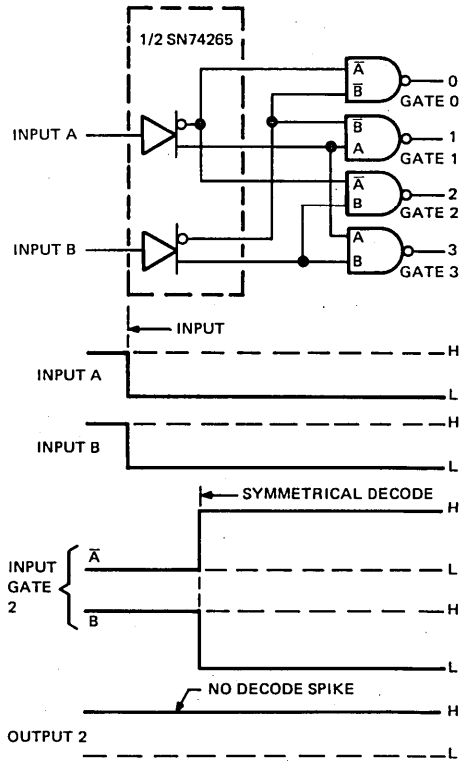 1/2 SN74265
A̅
0
B̅
GATE 0
INPUT A
B̅
1
A
GATE 1
A̅
2
B
GATE 2
INPUT B
A
3
B
GATE 3
INPUT
H
INPUT A
L
H
INPUT B
L
SYMMETRICAL DECODE
H
A̅
INPUT
GATE
2
L
H
B
L
NO DECODE SPIKE
H
OUTPUT 2
L